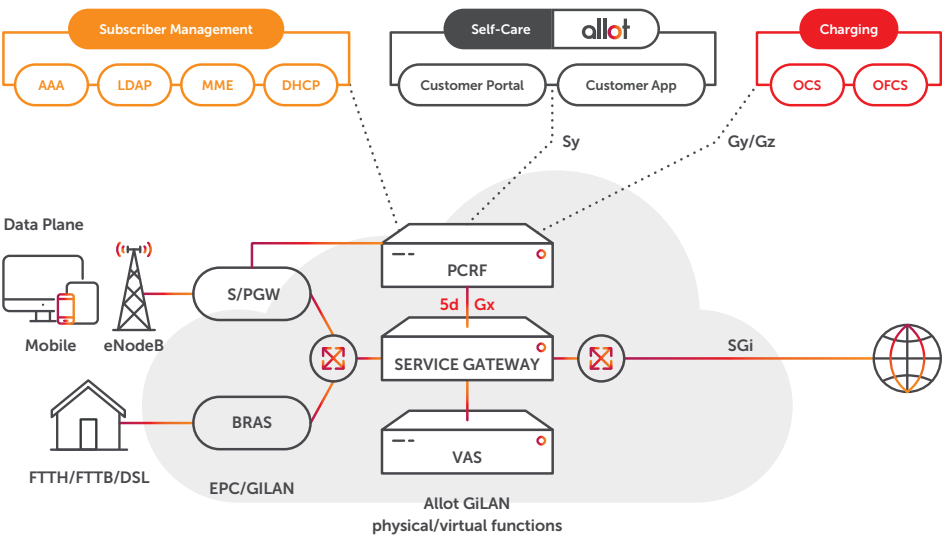 Subscriber Management
Self-Care
allot
Charging
AAA
LDAP
MME
DHCP
Customer Portal
Customer App
OCS
OFCS
Sy
Gy/Gz
Data Plane
PCRF
S/PGW
5d
Gx
Mobile
eNodeB
SERVICE GATEWAY
SGi
BRAS
VAS
FTTH/FTTB/DSL
EPC/GILAN
Allot GiLAN
physical/virtual functions